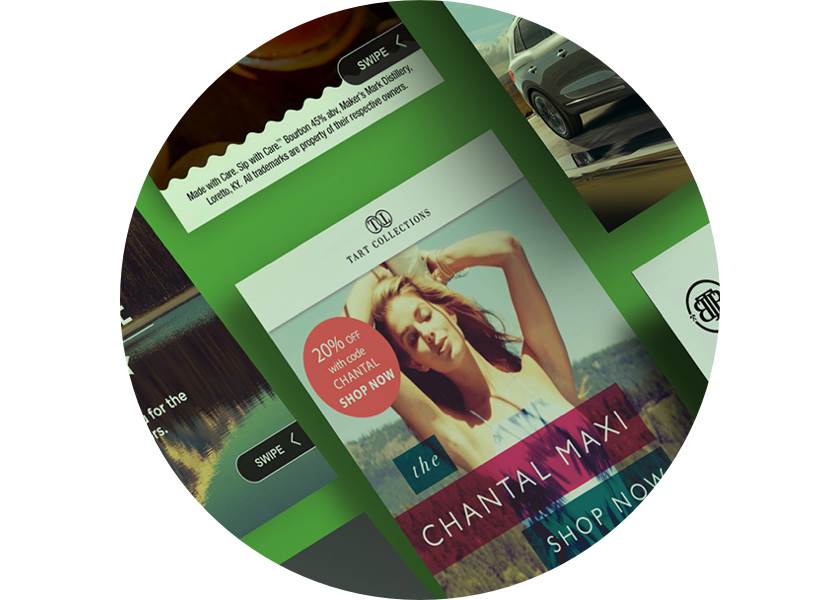 SWIPE
Made with Care. Sip with Care.™ Bourbon 45% abv, Maker's Mark Distillery,
Loretto, KY. All trademarks are property of their respective owners.
TART COLLECTIONS
20% OFF
with code
CHANTAL
SHOP NOW
for the
SWIPE
the
CHANTAL MAXI
SHOP NOW